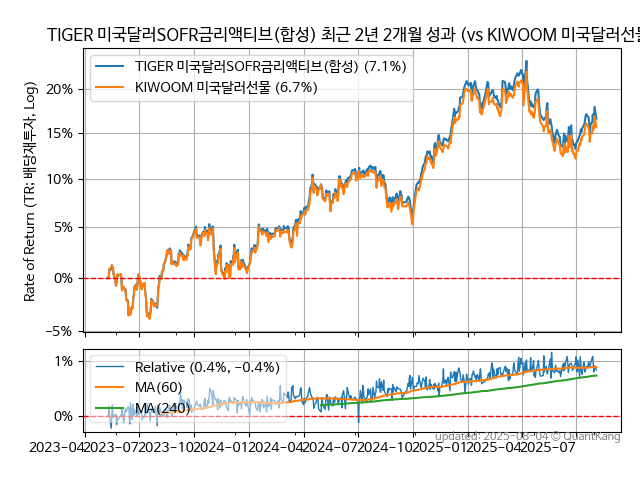 TIGER 미국달러SOFR금리액티브(합성) 최근 2년 2개월 성과 (vs KIWOOM 미국달러선물
Rate of Return (TR: 배당재투자, Log)
TIGER 미국달러SOFR금리액티브(합성) (7.1%)
KIWOOM 미국달러선물 (6.7%)
20%
15%
10%
5%
0%
−5%
Relative (0.4%, −0.4%)
MA(60)
MA(240)
1%
0%
updated: 2025-08-04 © QuantKang
2023-04 2023-07 2023-10 2024-01 2024-04 2024-07 2024-10 2025-01 2025-04 2025-07